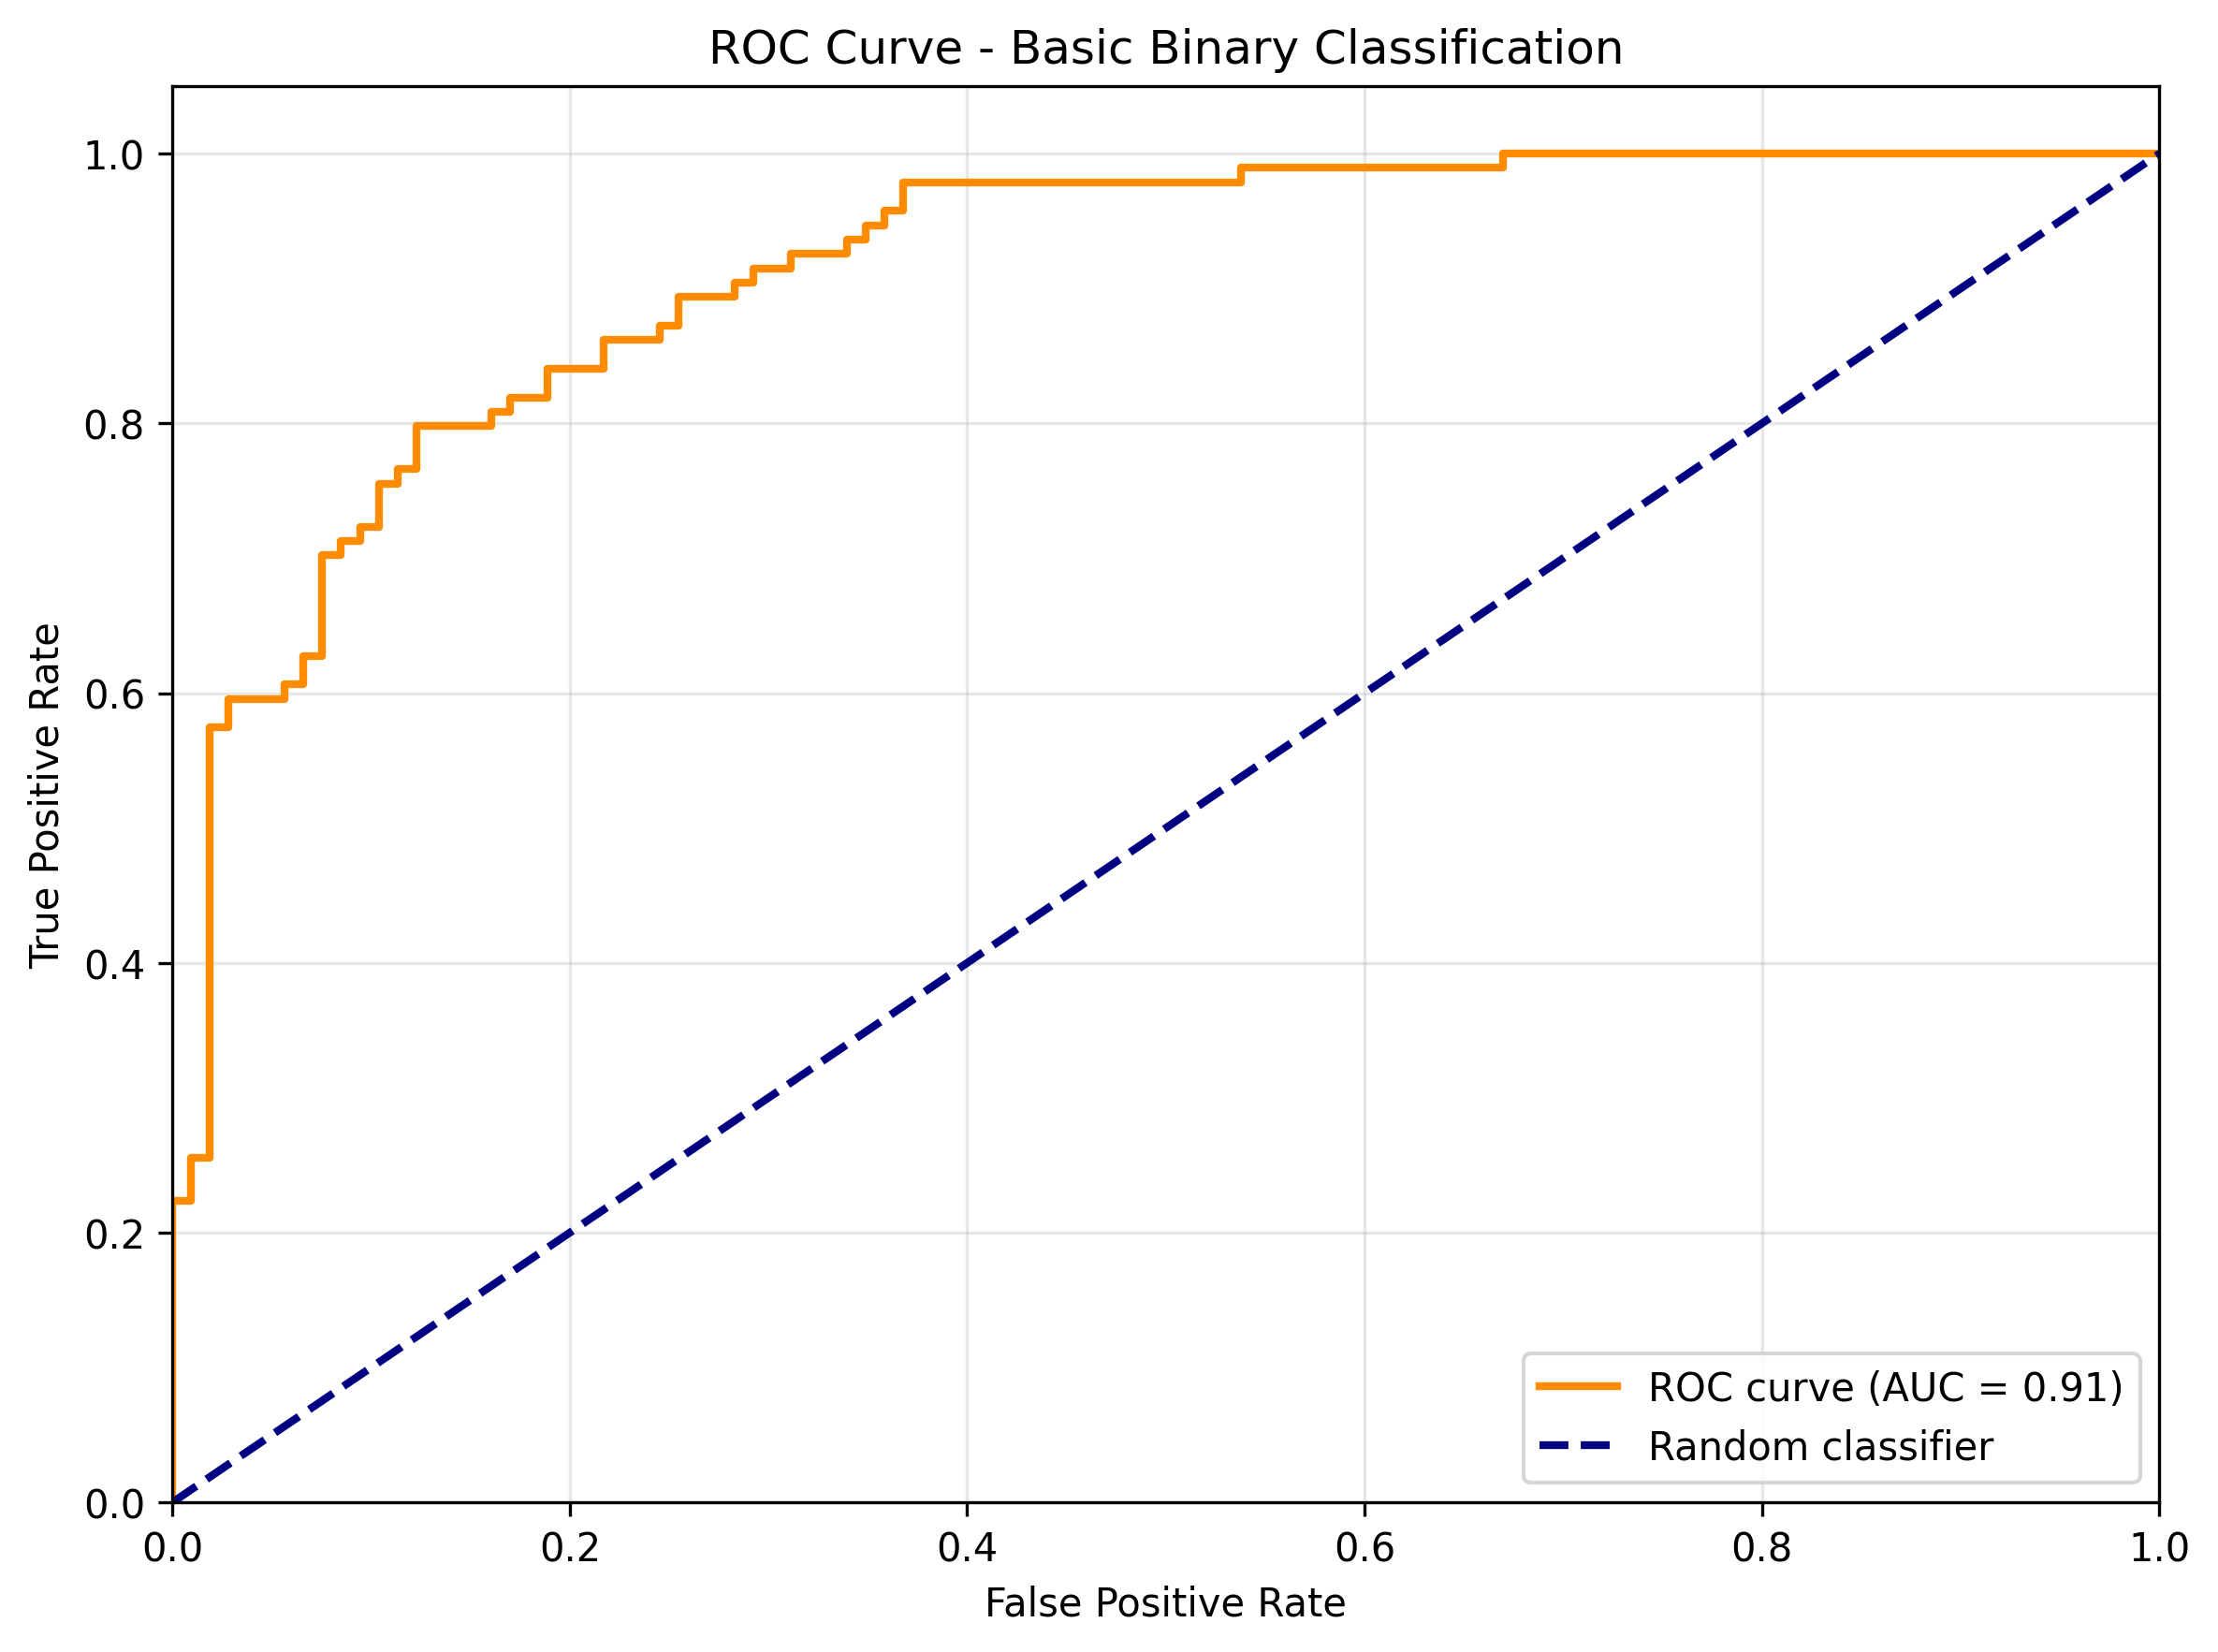 ROC Curve - Basic Binary Classification
True Positive Rate
1.0
0.8
0.6
0.4
0.2
0.0
0.0 0.2 0.4 0.6 0.8 1.0
False Positive Rate
ROC curve (AUC = 0.91)
Random classifier